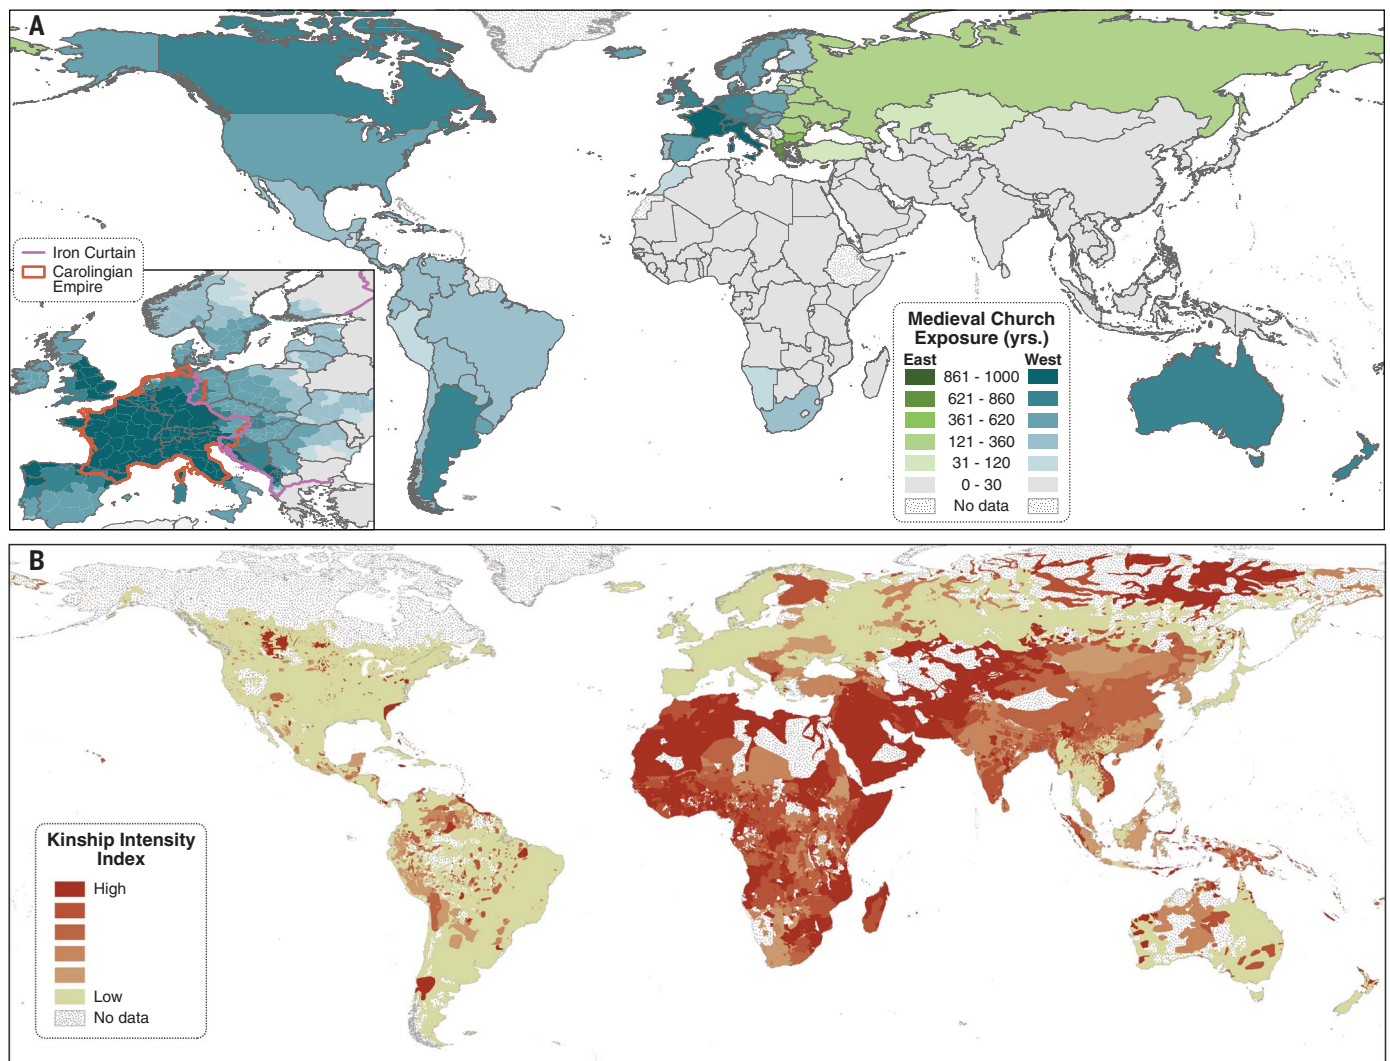 A
Iron Curtain
Carolingian
Empire
Medieval Church
Exposure (yrs.)
East West
861 - 1000
621 - 860
361 - 620
121 - 360
31 - 120
0 - 30
No data
B
Kinship Intensity
Index
High
Low
No data